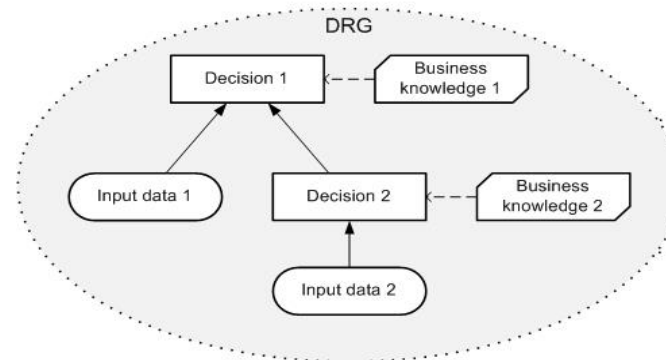 DRG
Decision 1
Business
knowledge 1
Input data 1
Decision 2
Business
knowledge 2
Input data 2